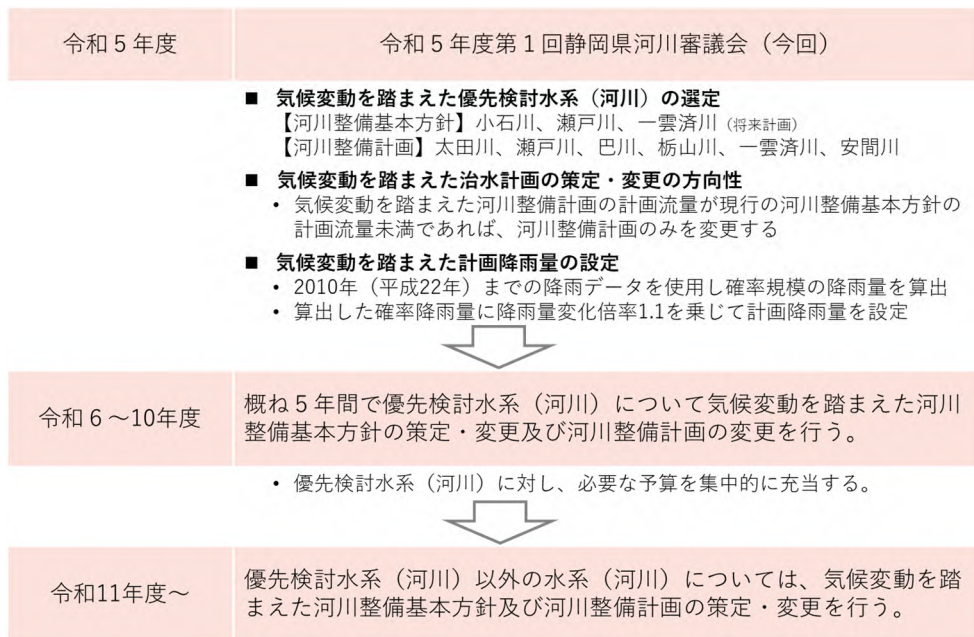 令和5年度
令和5年度第1回静岡県河川審議会（今回）
■ 気候変動を踏まえた優先検討水系（河川）の選定
【河川整備基本方針】小石川、瀬戸川、一雲済川（将来計画）
【河川整備計画】太田川、瀬戸川、巴川、栃山川、一雲済川、安間川
■ 気候変動を踏まえた治水計画の策定・変更の方向性
• 気候変動を踏まえた河川整備計画の計画流量が現行の河川整備基本方針の
計画流量未満であれば、河川整備計画のみを変更する
■ 気候変動を踏まえた計画降雨量の設定
• 2010年（平成22年）までの降雨データを使用し確率規模の降雨量を算出
• 算出した確率降雨量に降雨量変化倍率1.1を乗じて計画降雨量を設定
令和6～10年度
概ね5年間で優先検討水系（河川）について気候変動を踏まえた河川
整備基本方針の策定・変更及び河川整備計画の変更を行う。
• 優先検討水系（河川）に対し、必要な予算を集中的に充当する。
令和11年度～
優先検討水系（河川）以外の水系（河川）については、気候変動を踏
まえた河川整備基本方針及び河川整備計画の策定・変更を行う。